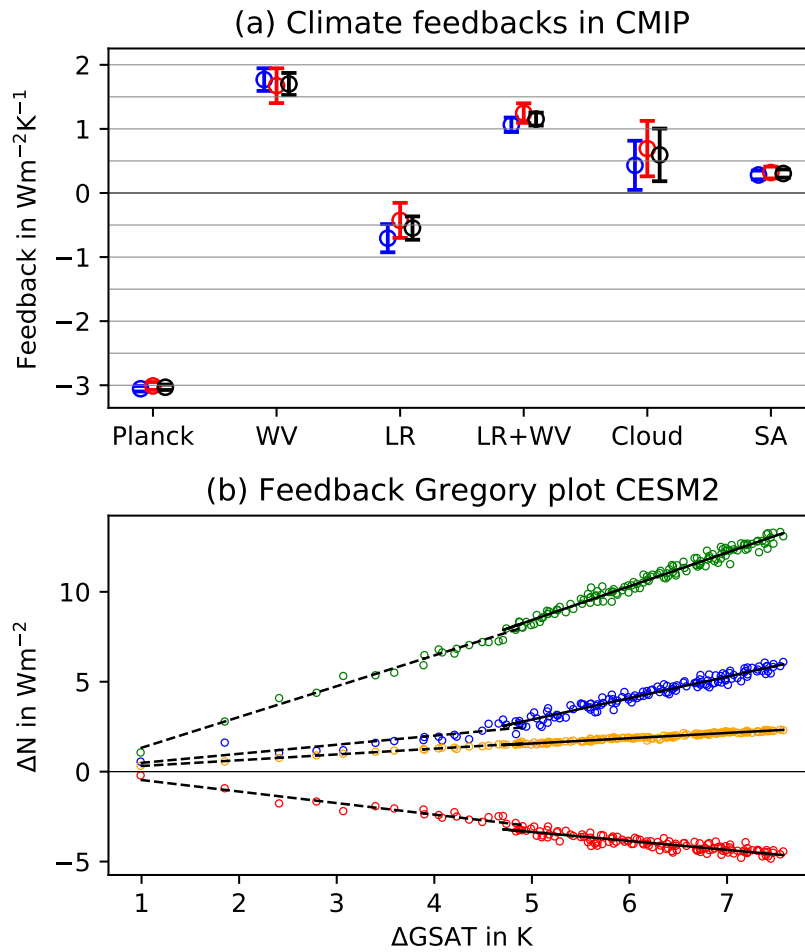 (a) Climate feedbacks in CMIP
Feedback in Wm−2K−1
2
1
0
−1
−2
−3
Planck WV LR LR+WV Cloud SA
(b) Feedback Gregory plot CESM2
ΔN in Wm−2
10
5
0
−5
1 2 3 4 5 6 7
ΔGSAT in K